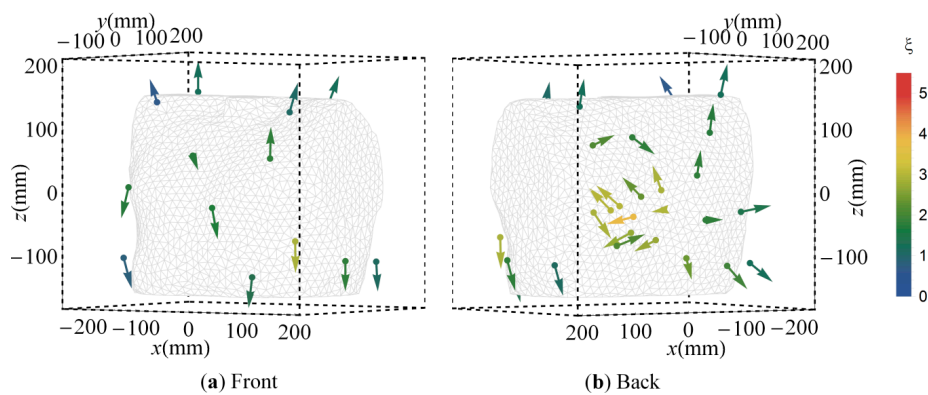 y(mm)
−100 0 100 200
200
100
0
−100
z(mm)
−200 −100 0 100 200
x(mm)
(a) Front
y(mm)
−100 0 100 200
200
100
0
−100
z(mm)
200 100 0 −100 −200
x(mm)
(b) Back
ξ
5
4
3
2
1
0